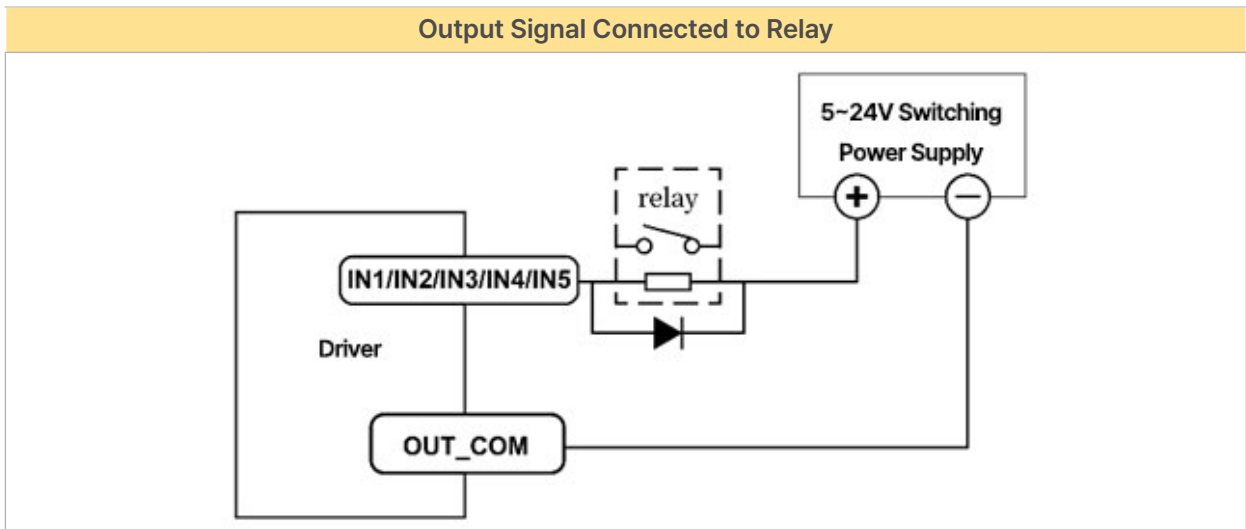 Output Signal Connected to Relay
5~24V Switching
Power Supply
relay
+
−
IN1/IN2/IN3/IN4/IN5
Driver
OUT_COM